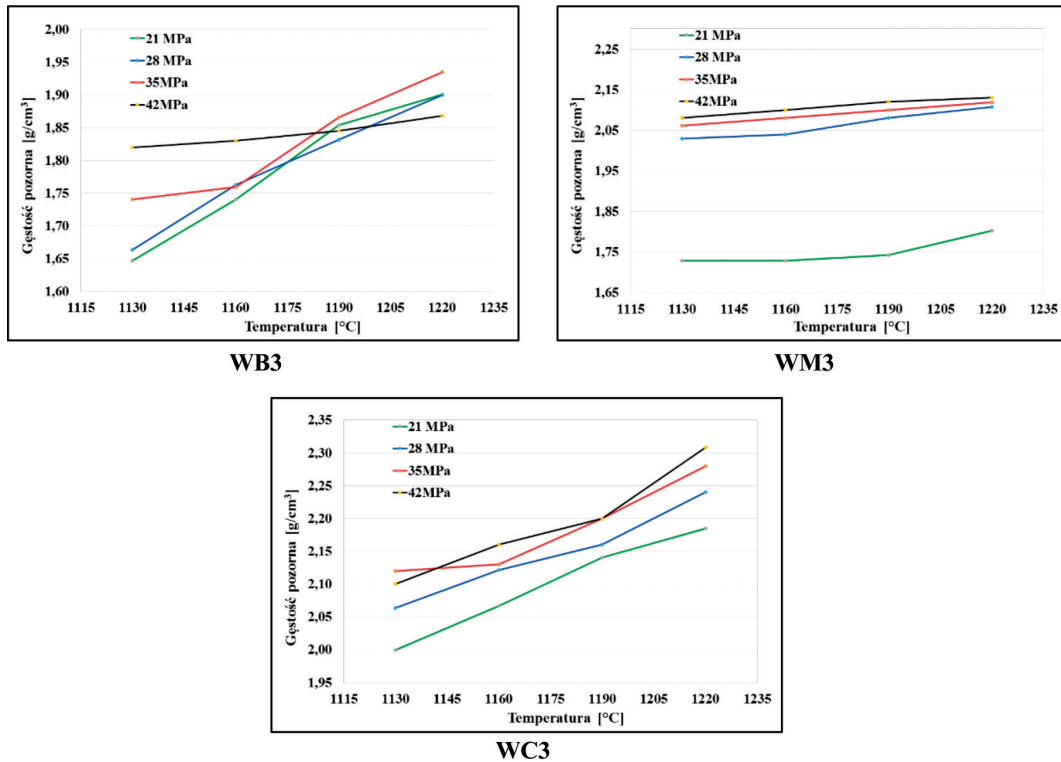 2,00
1,95
1,90
1,85
1,80
1,75
1,70
1,65
1,60
Gęstość pozorna [g/cm³]
21 MPa
28 MPa
35MPa
42MPa
1115 1130 1145 1160 1175 1190 1205 1220 1235
Temperatura [°C]
WB3
2,25
2,15
2,05
1,95
1,85
1,75
1,65
Gęstość pozorna [g/cm³]
21 MPa
28 MPa
35MPa
42MPa
1115 1130 1145 1160 1175 1190 1205 1220 1235
Temperatura [°C]
WM3
2,35
2,30
2,25
2,20
2,15
2,10
2,05
2,00
1,95
Gęstość pozorna [g/cm³]
21 MPa
28 MPa
35MPa
42MPa
1115 1130 1145 1160 1175 1190 1205 1220 1235
Temperatura [°C]
WC3